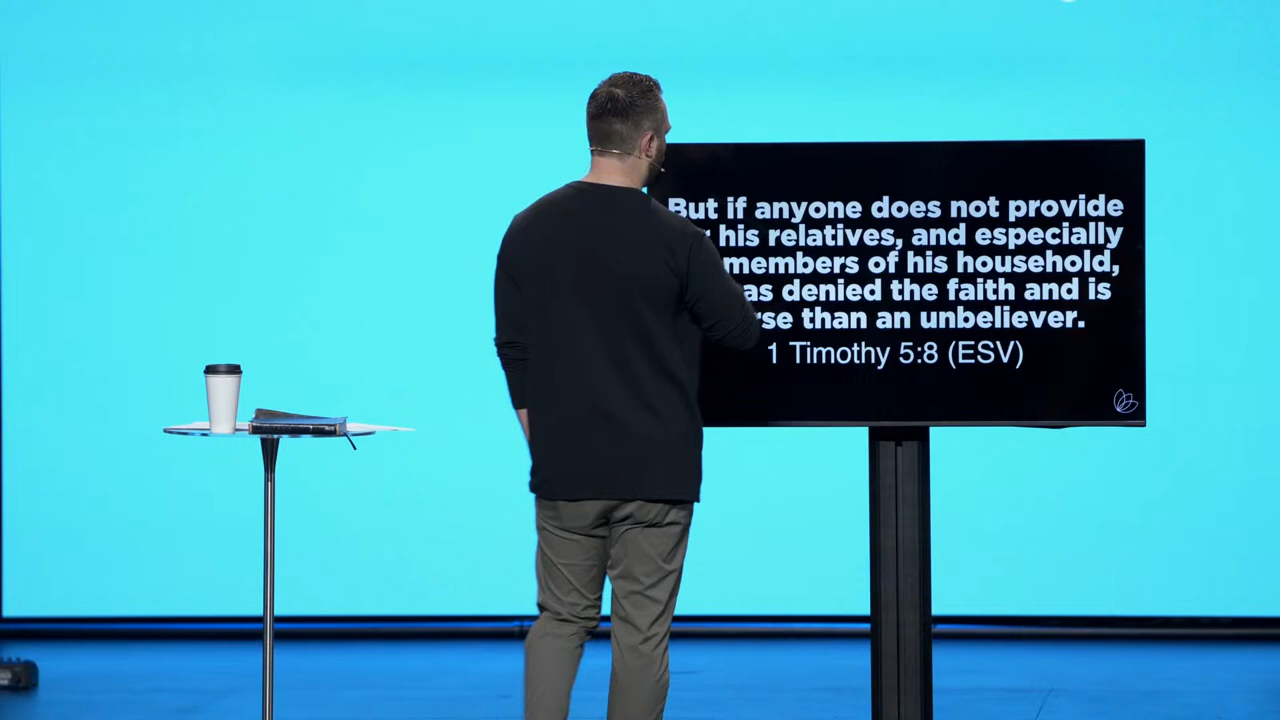 But if anyone does not provide
his relatives, and especially
members of his household,
as denied the faith and is
rse than an unbeliever.
1 Timothy 5:8 (ESV)